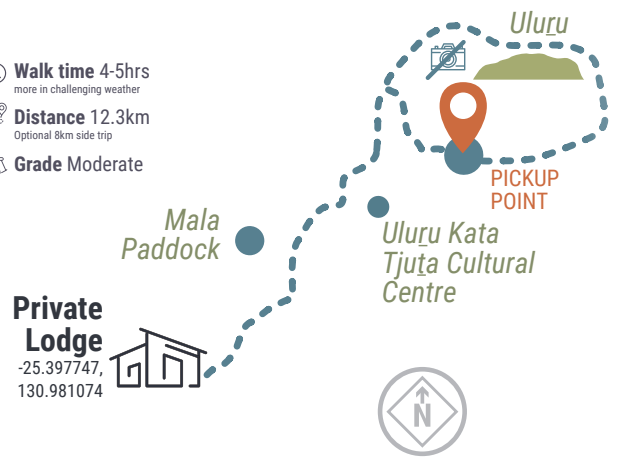 Uluṟu
Walk time 4-5hrs
more in challenging weather
Distance 12.3km
Optional 8km side trip
Grade Moderate
PICKUP
POINT
Mala
Paddock
Uluṟu Kata
Tjuṯa Cultural
Centre
Private
Lodge
-25.397747,
130.981074
N